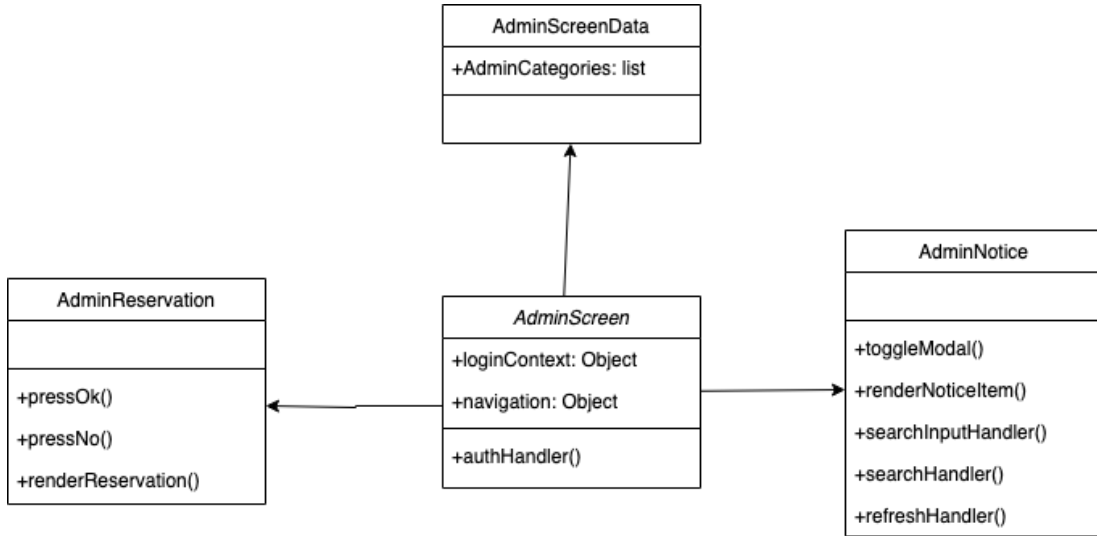 AdminScreenData
+AdminCategories: list
AdminReservation
+pressOk()
+pressNo()
+renderReservation()
AdminScreen
+loginContext: Object
+navigation: Object
+authHandler()
AdminNotice
+toggleModal()
+renderNoticeItem()
+searchInputHandler()
+searchHandler()
+refreshHandler()